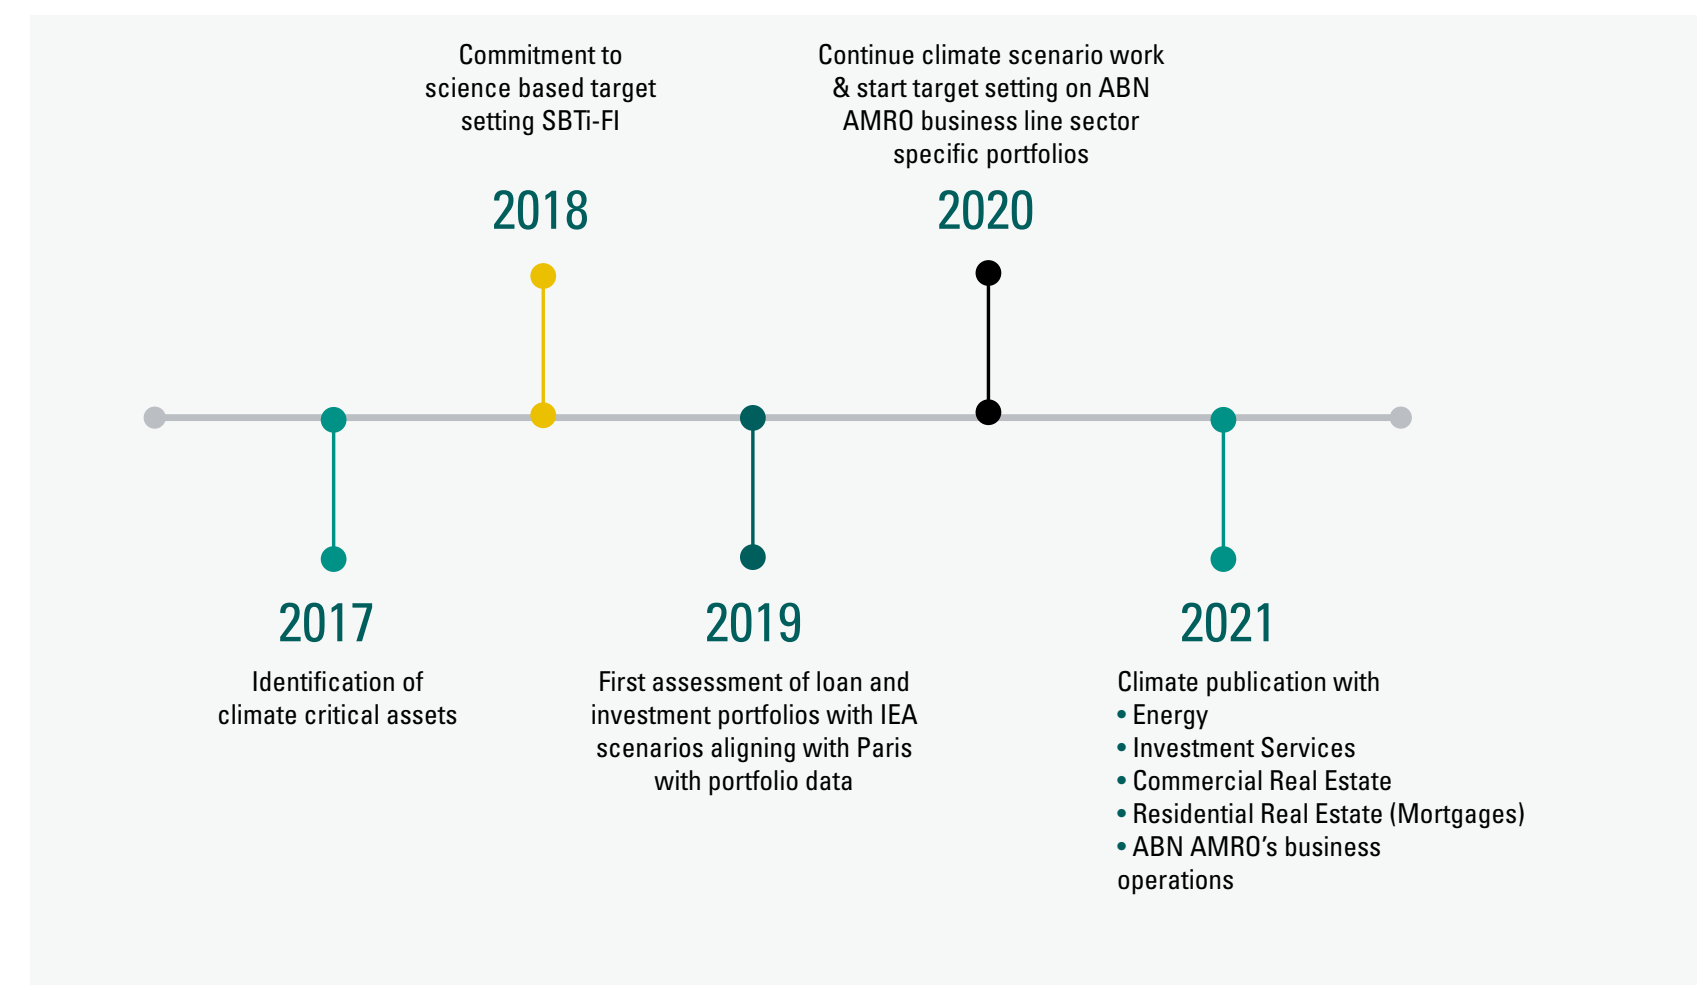 Commitment to
science based target
setting SBTi-FI
2018
Continue climate scenario work
& start target setting on ABN
AMRO business line sector
specific portfolios
2020
2017
Identification of
climate critical assets
2019
First assessment of loan and
investment portfolios with IEA
scenarios aligning with Paris
with portfolio data
2021
Climate publication with
• Energy
• Investment Services
• Commercial Real Estate
• Residential Real Estate (Mortgages)
• ABN AMRO’s business
operations